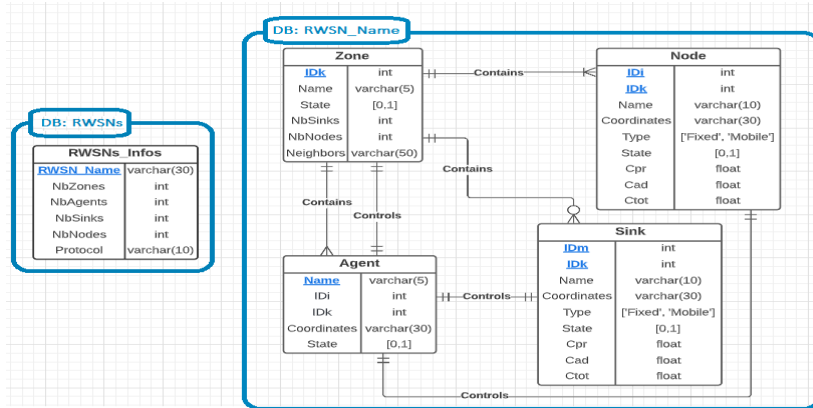 DB: RWSN_Name
Zone
IDk int
Name varchar(5)
State [0,1]
NbSinks int
NbNodes int
Neighbors varchar(50)
Contains
Node
IDi int
IDk int
Name varchar(10)
Coordinates varchar(30)
Type ['Fixed', 'Mobile']
State [0,1]
Cpr float
Cad float
Ctot float
DB: RWSNs
RWSNs_Infos
RWSN_Name varchar(30)
NbZones int
NbAgents int
NbSinks int
NbNodes int
Protocol varchar(10)
Contains
Contains
Controls
Agent
Name varchar(5)
IDi int
IDk int
Coordinates varchar(30)
State [0,1]
Controls
Sink
IDm int
IDk int
Name varchar(10)
Coordinates varchar(30)
Type ['Fixed', 'Mobile']
State [0,1]
Cpr float
Cad float
Ctot float
Controls